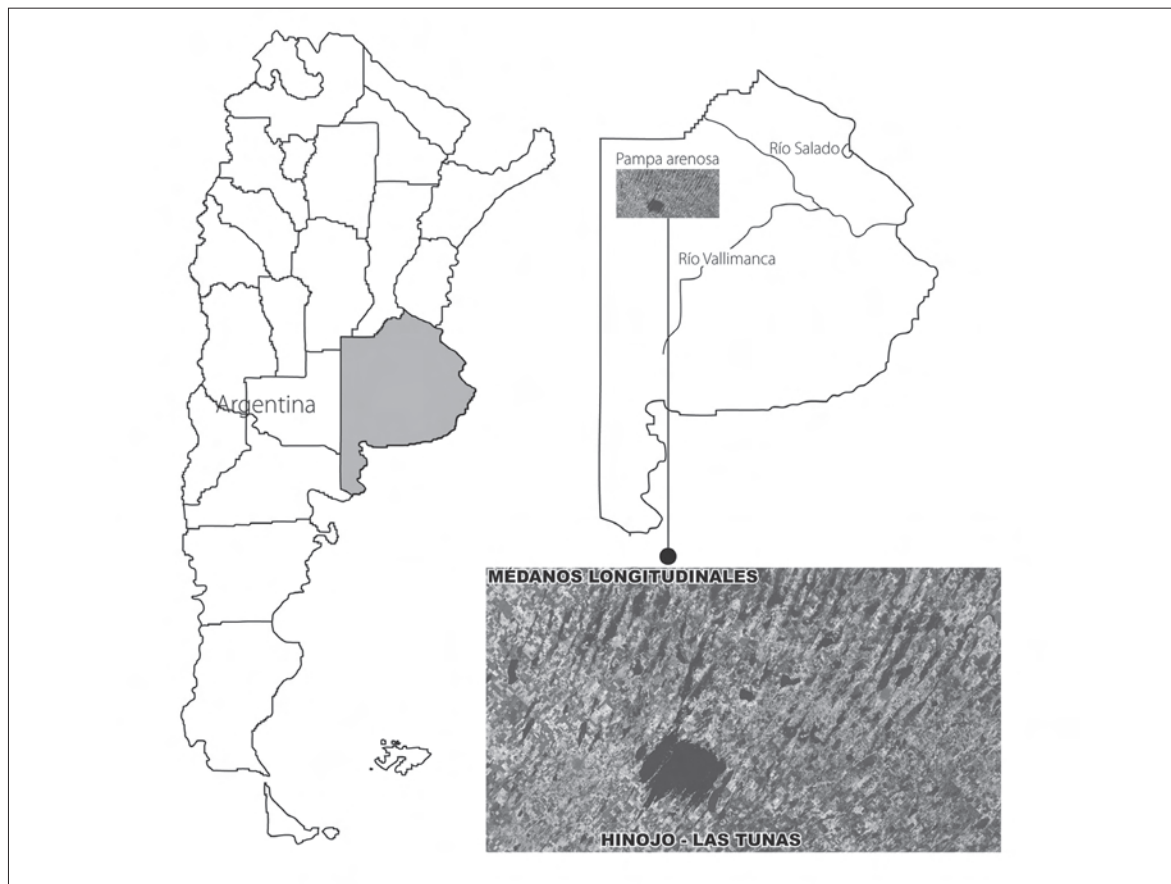 Argentina
Río Salado
Pampa arenosa
Río Vallimanca
MÉDANOS LONGITUDINALES
HINOJO - LAS TUNAS